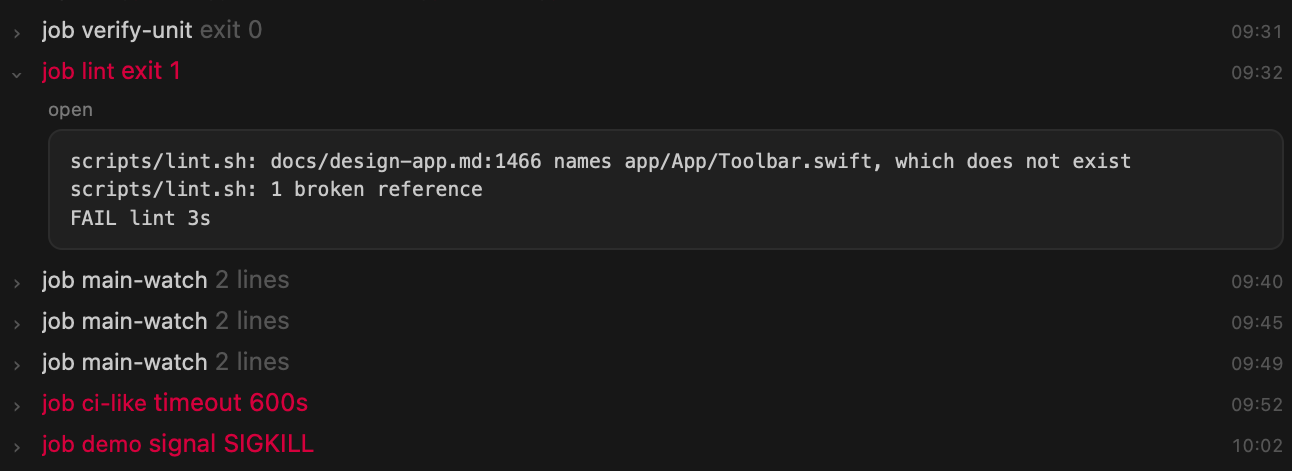 job verify-unit exit 0 09:31
job lint exit 1 09:32
open
scripts/lint.sh: docs/design-app.md:1466 names app/App/Toolbar.swift, which does not exist
scripts/lint.sh: 1 broken reference
FAIL lint 3s
job main-watch 2 lines 09:40
job main-watch 2 lines 09:45
job main-watch 2 lines 09:49
job ci-like timeout 600s 09:52
job demo signal SIGKILL 10:02